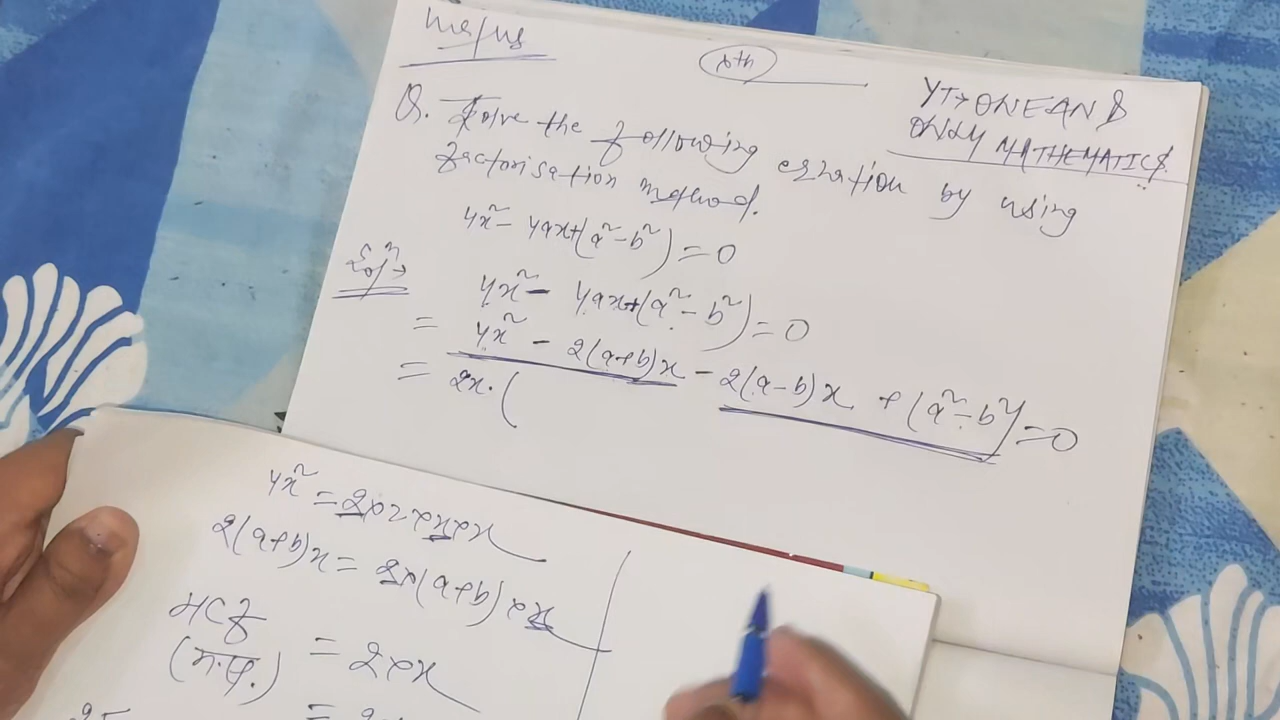 Xth
YT→ ONE AND
ONLY MATHEMATICS.
Q. Solve the following equation by using
factorisation method.
4x² - 4ax + (a² - b²) = 0
Solⁿ→
4x² - 4ax + (a² - b²) = 0
= 4x² - 2(a+b)x - 2(a-b)x + (a² - b²) = 0
= 2x · (
4x² = 2×2×x×x
2(a+b)x = 2×(a+b)×x
HCF
(म.स.) = 2×x